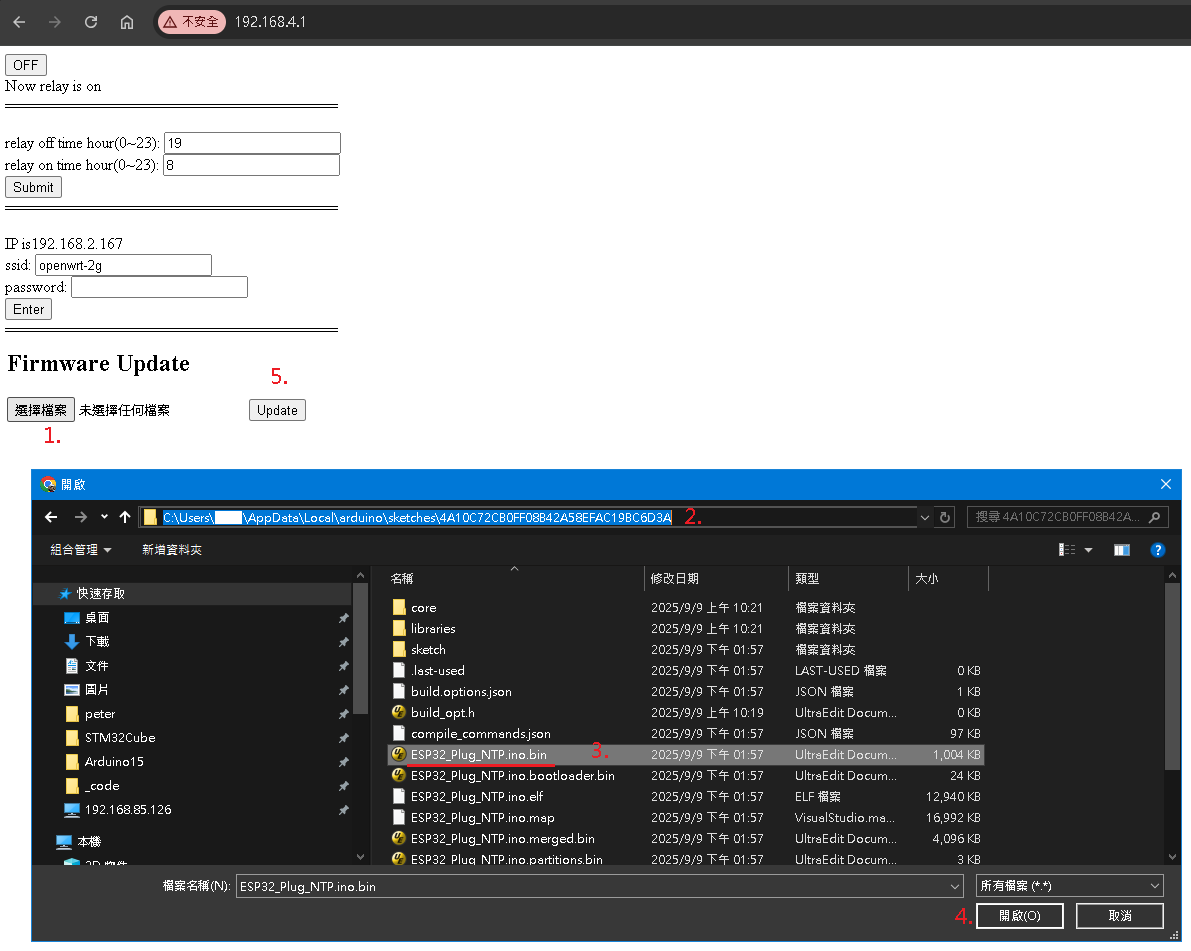 不安全 192.168.4.1
OFF
Now relay is on
relay off time hour(0~23): 19
relay on time hour(0~23): 8
Submit
IP is192.168.2.167
ssid: openwrt-2g
password:
Enter
Firmware Update
5.
選擇檔案 未選擇任何檔案 Update
1.
開啟
C:\Users\ \AppData\Local\arduino\sketches\4A10C72CB0FF08B42A58EFAC19BC6D3A 2. 搜尋 4A10C72CB0FF08B42A...
組合管理 新增資料夾
名稱 修改日期 類型 大小
快速存取
桌面
下載
文件
圖片
peter
STM32Cube
Arduino15
_code
192.168.85.126
本機
3D 物件
core 2025/9/9 上午 10:21 檔案資料夾
libraries 2025/9/9 上午 10:21 檔案資料夾
sketch 2025/9/9 下午 01:57 檔案資料夾
.last-used 2025/9/9 下午 01:57 LAST-USED 檔案 0 KB
build.options.json 2025/9/9 下午 01:57 JSON 檔案 1 KB
build_opt.h 2025/9/9 上午 10:19 UltraEdit Docum... 0 KB
compile_commands.json 2025/9/9 下午 01:57 JSON 檔案 97 KB
ESP32_Plug_NTP.ino.bin 3. 2025/9/9 下午 01:57 UltraEdit Docum... 1,004 KB
ESP32_Plug_NTP.ino.bootloader.bin 2025/9/9 下午 01:57 UltraEdit Docum... 24 KB
ESP32_Plug_NTP.ino.elf 2025/9/9 下午 01:57 ELF 檔案 12,940 KB
ESP32_Plug_NTP.ino.map 2025/9/9 下午 01:57 VisualStudio.ma... 16,992 KB
ESP32_Plug_NTP.ino.merged.bin 2025/9/9 下午 01:57 UltraEdit Docum... 4,096 KB
ESP32_Plug_NTP.ino.partitions.bin 2025/9/9 下午 01:57 UltraEdit Docum... 3 KB
檔案名稱(N): ESP32_Plug_NTP.ino.bin 所有檔案 (*.*)
4. 開啟(O) 取消